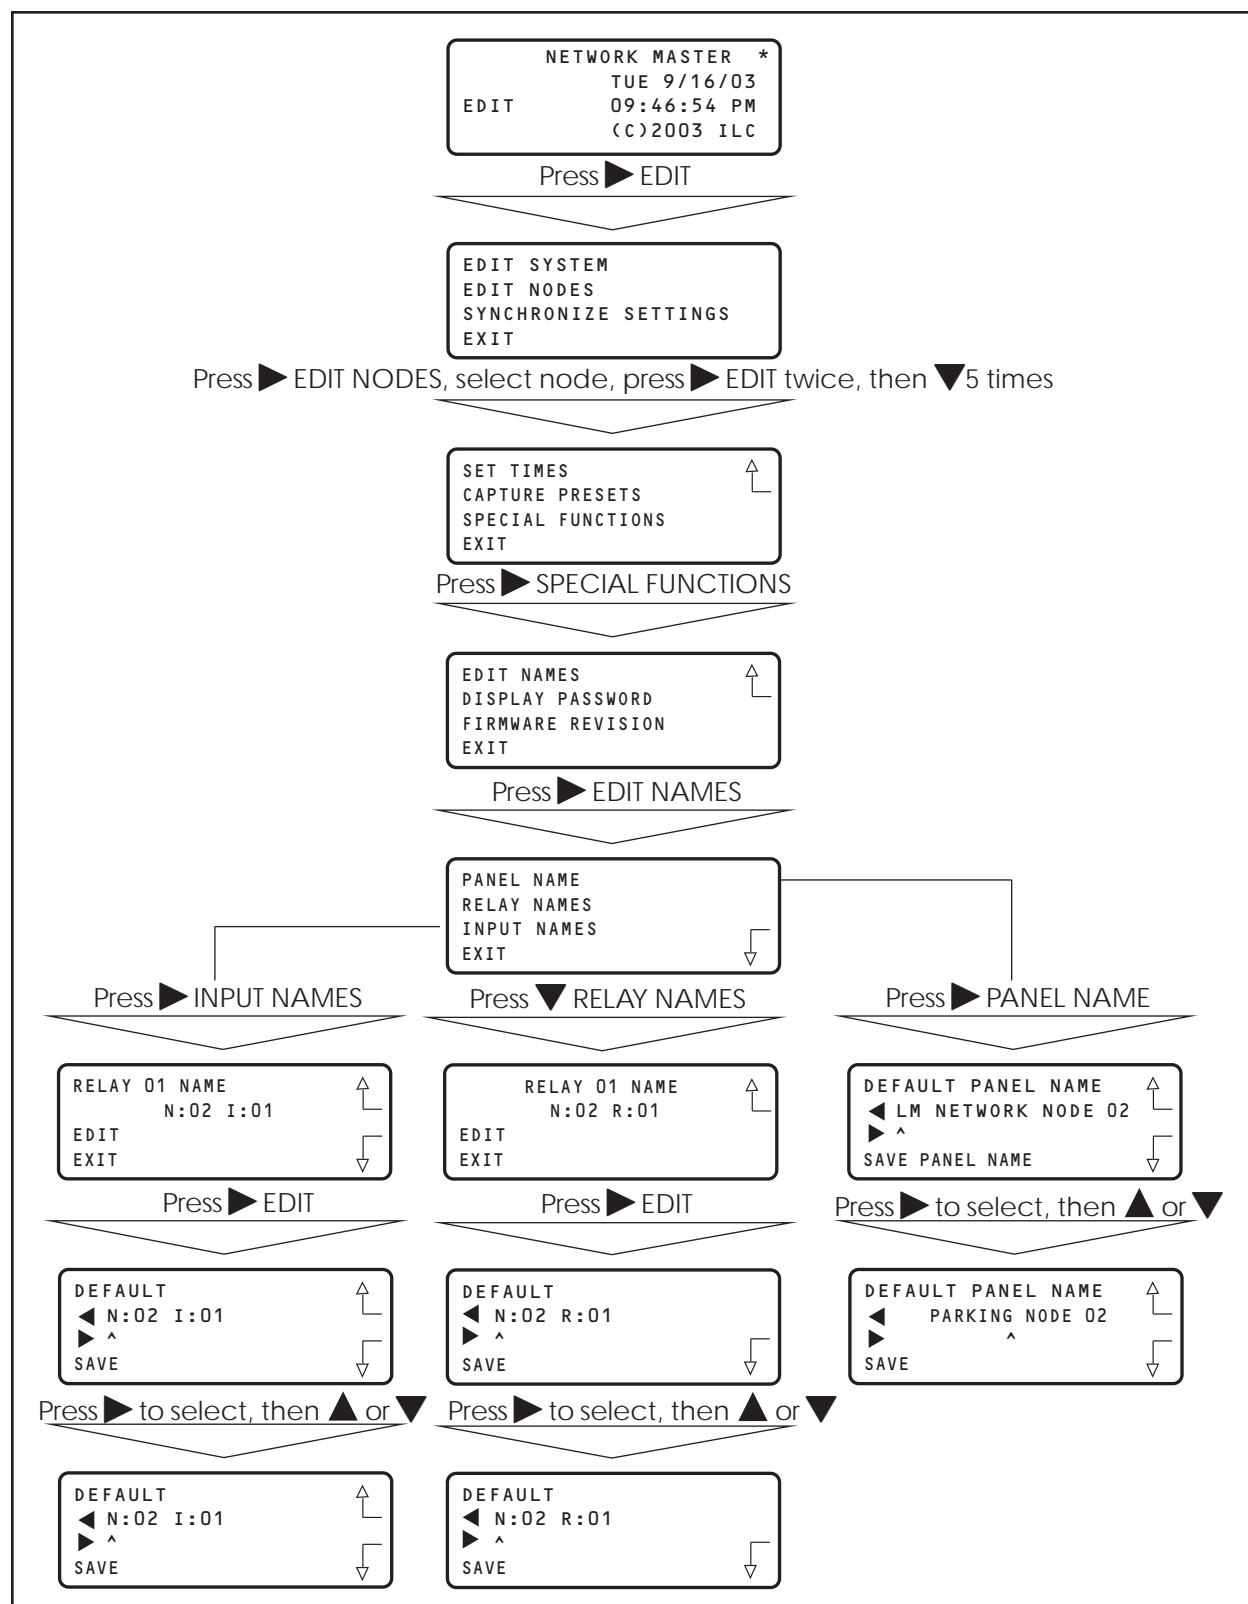 NETWORK MASTER *
TUE 9/16/03
EDIT 09:46:54 PM
(C)2003 ILC
Press ▶ EDIT
EDIT SYSTEM
EDIT NODES
SYNCHRONIZE SETTINGS
EXIT
Press ▶ EDIT NODES, select node, press ▶ EDIT twice, then ▼5 times
SET TIMES
CAPTURE PRESETS
SPECIAL FUNCTIONS
EXIT
Press ▶ SPECIAL FUNCTIONS
EDIT NAMES
DISPLAY PASSWORD
FIRMWARE REVISION
EXIT
Press ▶ EDIT NAMES
PANEL NAME
RELAY NAMES
INPUT NAMES
EXIT
Press ▶ INPUT NAMES
RELAY 01 NAME
N:02 I:01
EDIT
EXIT
Press ▶ EDIT
DEFAULT
◀ N:02 I:01
▶ ^
SAVE
Press ▶ to select, then ▲ or ▼
DEFAULT
◀ N:02 I:01
▶ ^
SAVE
Press ▼ RELAY NAMES
RELAY 01 NAME
N:02 R:01
EDIT
EXIT
Press ▶ EDIT
DEFAULT
◀ N:02 R:01
▶ ^
SAVE
Press ▶ to select, then ▲ or ▼
DEFAULT
◀ N:02 R:01
▶ ^
SAVE
Press ▶ PANEL NAME
DEFAULT PANEL NAME
◀ LM NETWORK NODE 02
▶ ^
SAVE PANEL NAME
Press ▶ to select, then ▲ or ▼
DEFAULT PANEL NAME
◀ PARKING NODE 02
▶ ^
SAVE